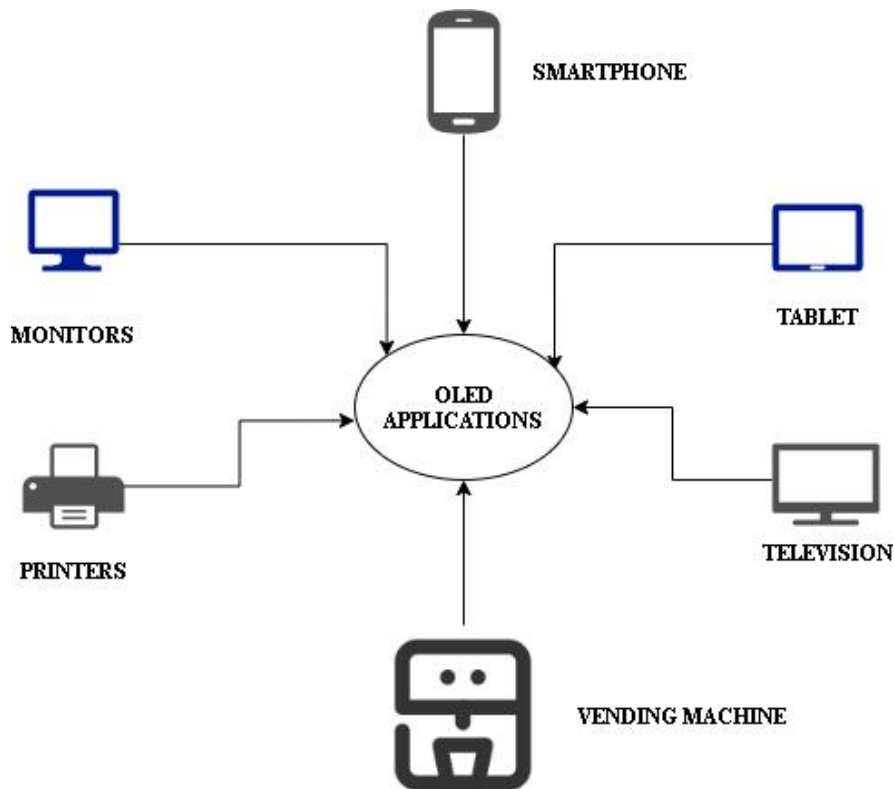 SMARTPHONE
MONITORS
TABLET
OLED
APPLICATIONS
PRINTERS
TELEVISION
VENDING MACHINE